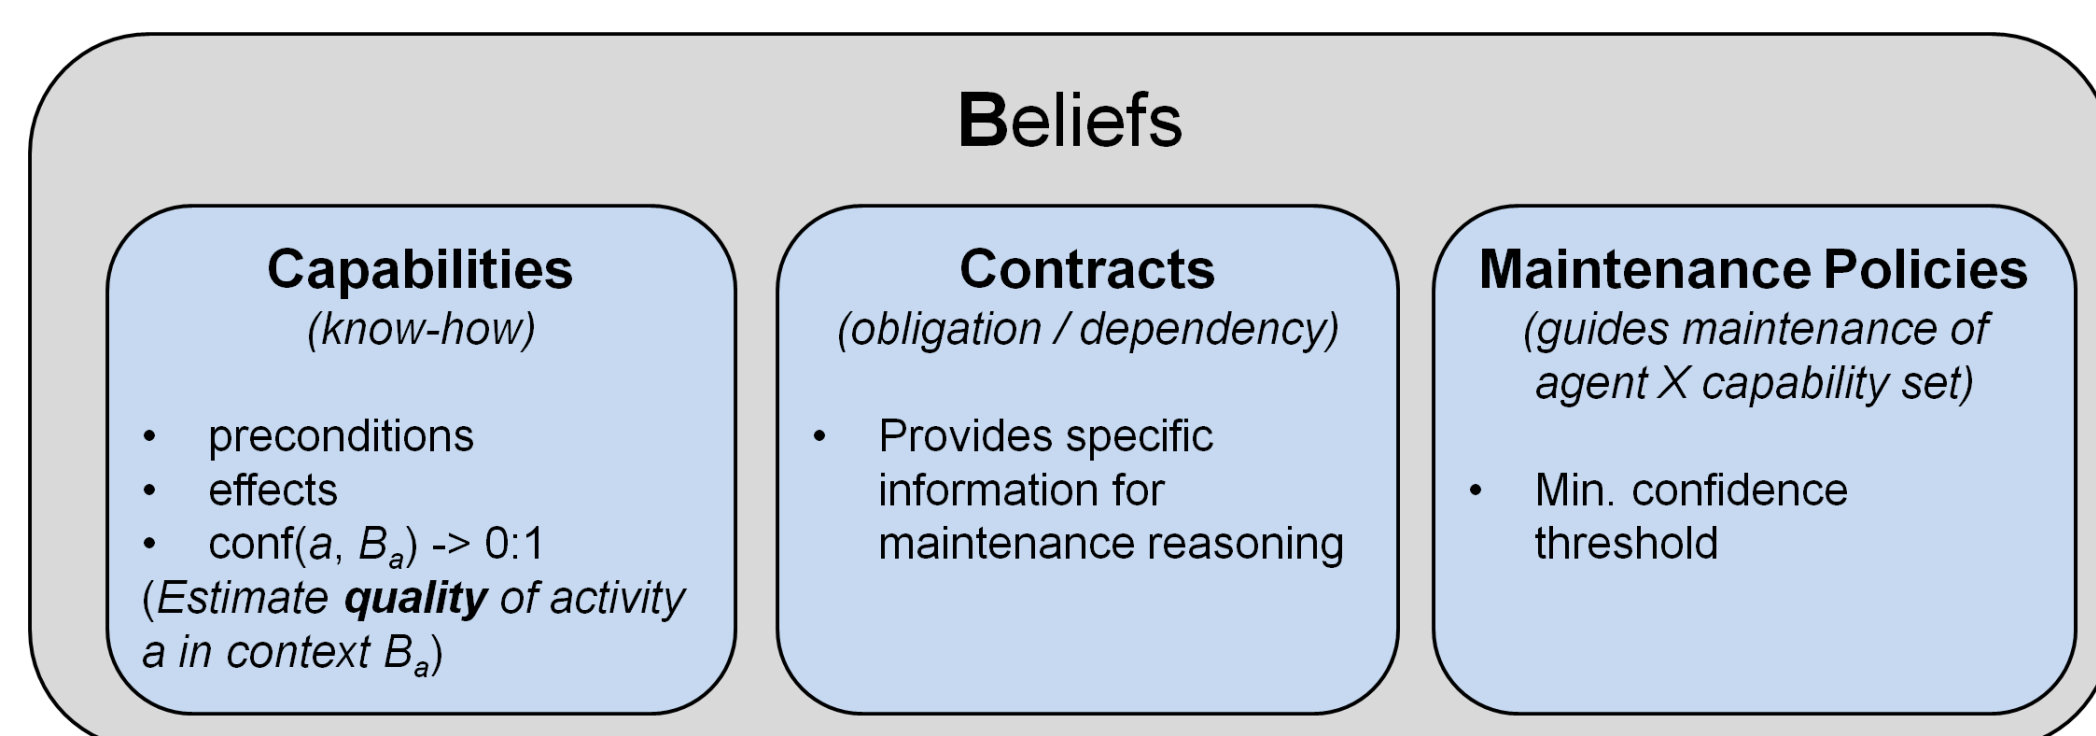 Beliefs
Capabilities
(know-how)
• preconditions
• effects
• conf(a, Ba) -> 0:1
(Estimate quality of activity
a in context Ba)
Contracts
(obligation / dependency)
• Provides specific
information for
maintenance reasoning
Maintenance Policies
(guides maintenance of
agent X capability set)
• Min. confidence
threshold